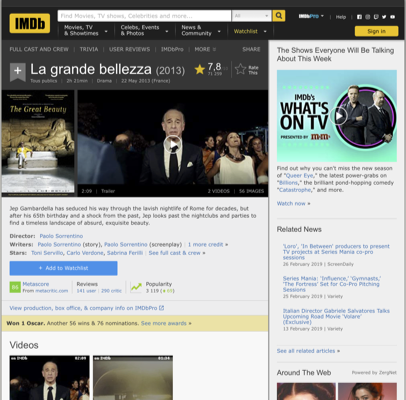 IMDb
Find Movies, TV shows, Celebrities and more...
All
IMDbPro
Help
Movies, TV
& Showtimes
Celebs, Events
& Photos
News &
Community
Watchlist
Sign in
FULL CAST AND CREW | TRIVIA | USER REVIEWS | IMDbPro | MORE
SHARE
La grande bellezza (2013)
7,8
Rate
This
Tous publics | 2h 21min | Drama | 22 May 2013 (France)
The Great Beauty
2:09 | Trailer
2 VIDEOS | 56 IMAGES
Jep Gambardella has seduced his way through the lavish nightlife of Rome for decades, but
after his 65th birthday and a shock from the past, Jep looks past the nightclubs and parties to
find a timeless landscape of absurd, exquisite beauty.
Director: Paolo Sorrentino
Writers: Paolo Sorrentino (story), Paolo Sorrentino (screenplay) | 1 more credit »
Stars: Toni Servillo, Carlo Verdone, Sabrina Ferilli | See full cast & crew »
+ Add to Watchlist
Metascore
From metacritic.com
Reviews
Popularity
View production, box office, & company info on IMDbPro
Won 1 Oscar. Another 56 wins & 76 nominations. See more awards »
Videos
The Shows Everyone Will Be Talking
About This Week
IMDb's
WHAT'S
ON TV
PRESENTED BY
Find out why you can't miss the new season
of "Queer Eye," the latest power-grabs on
"Billions," the brilliant pond-hopping comedy
"Catastrophe," and more.
Watch now »
Related News
'Loro', 'In Between' producers to present
TV projects at Series Mania co-pro
sessions
26 February 2019 | ScreenDaily
Series Mania: 'Influence,' 'Gymnasts,'
'The Fortress' Set for Co-Pro Pitching
Sessions
25 February 2019 | Variety
Italian Director Gabriele Salvatores Talks
Upcoming Road Movie 'Volare'
(Exclusive)
13 February 2019 | Variety
See all related articles »
Around The Web
Powered by ZergNet